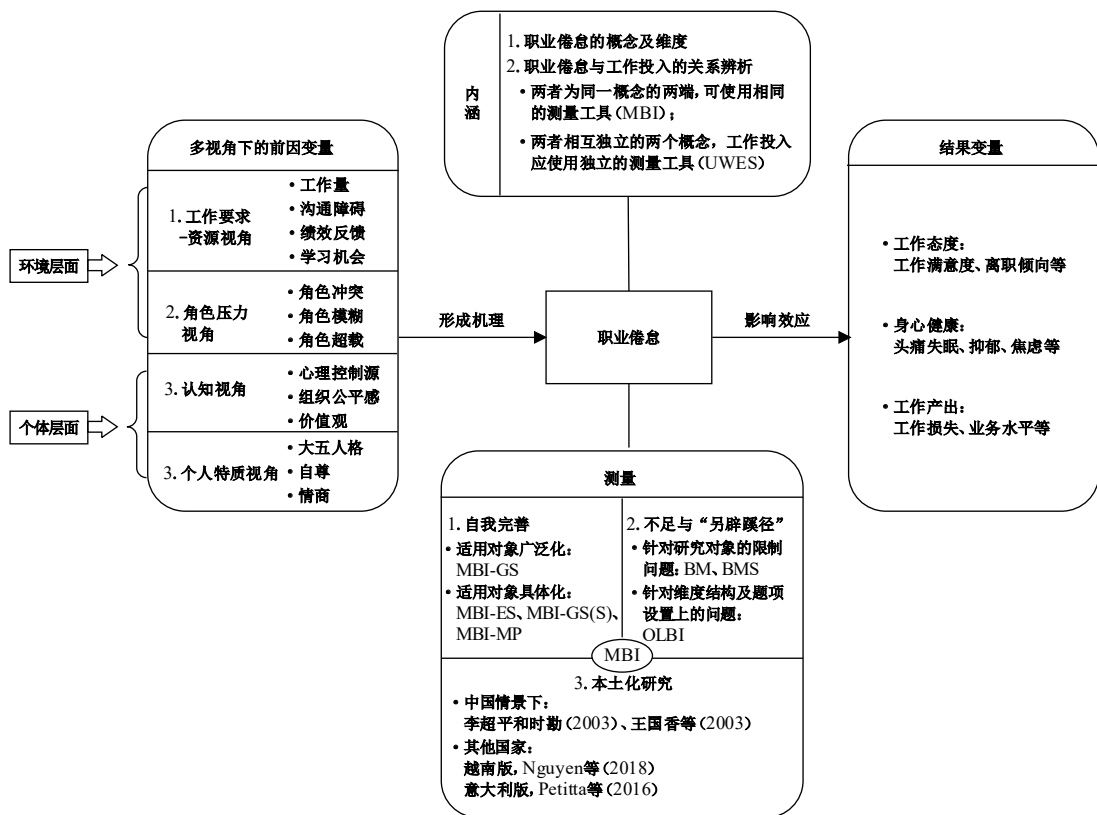 内
涵
1. 职业倦怠的概念及维度
2. 职业倦怠与工作投入的关系辨析
• 两者为同一概念的两端，可使用相同
的测量工具（MBI）；
• 两者相互独立的两个概念，工作投入
应使用独立的测量工具（UWES）
环境层面
个体层面
多视角下的前因变量
1. 工作要求
-资源视角
• 工作量
• 沟通障碍
• 绩效反馈
• 学习机会
2. 角色压力
视角
• 角色冲突
• 角色模糊
• 角色超载
3. 认知视角
• 心理控制源
• 组织公平感
• 价值观
3. 个人特质视角
• 大五人格
• 自尊
• 情商
形成机理
职业倦怠
影响效应
结果变量
• 工作态度：
工作满意度、离职倾向等
• 身心健康：
头痛失眠、抑郁、焦虑等
• 工作产出：
工作损失、业务水平等
测量
1. 自我完善
• 适用对象广泛化：
MBI-GS
• 适用对象具体化：
MBI-ES、MBI-GS(S)、
MBI-MP
2. 不足与“另辟蹊径”
• 针对研究对象的限制
问题：BM、BMS
• 针对维度结构及题项
设置上的问题：
OLBI
MBI
3. 本土化研究
• 中国情景下：
李超平和时勘（2003）、王国香等（2003）
• 其他国家：
越南版，Nguyen等（2018）
意大利版，Petitta等（2016）